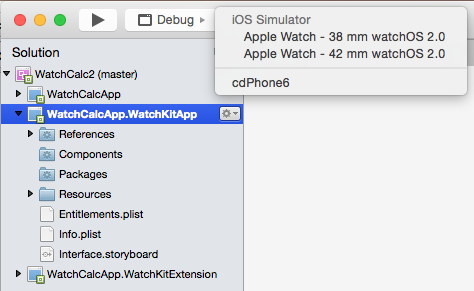 Debug
iOS Simulator
Apple Watch - 38 mm watchOS 2.0
Apple Watch - 42 mm watchOS 2.0
cdPhone6
Solution
WatchCalc2 (master)
WatchCalcApp
WatchCalcApp.WatchKitApp
References
Components
Packages
Resources
Entitlements.plist
Info.plist
Interface.storyboard
WatchCalcApp.WatchKitExtension